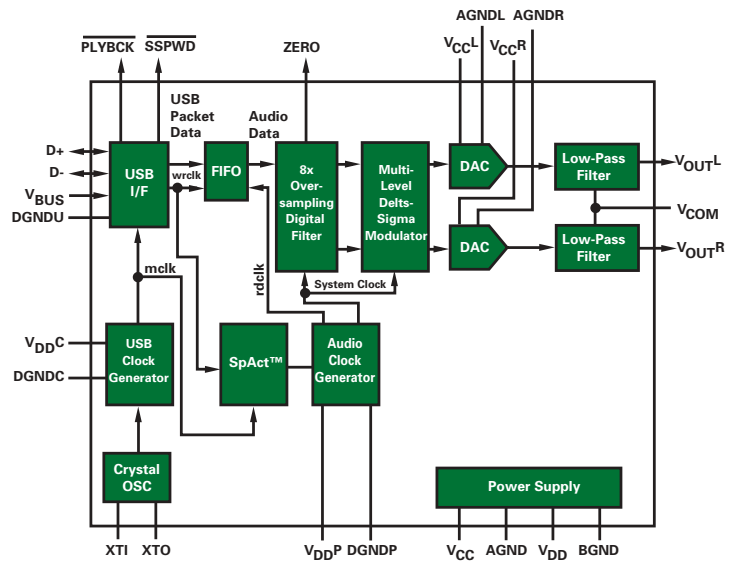 AGNDL AGNDR
PLYBCK SSPWD ZERO VCCL VCCR
USB
Packet
Data
Audio
Data
D+
D-
VBUS
DGNDU
USB
I/F
wrclk
FIFO
8x
Over-
sampling
Digital
Filter
Multi-
Level
Delts-
Sigma
Modulator
DAC
DAC
Low-Pass
Filter
Low-Pass
Filter
VOUTL
VCOM
VOUTR
mclk
rdclk
System Clock
VDDC
DGNDC
USB
Clock
Generator
SpAct™
Audio
Clock
Generator
Crystal
OSC
Power Supply
XTI XTO VDDP DGNDP VCC AGND VDD BGND